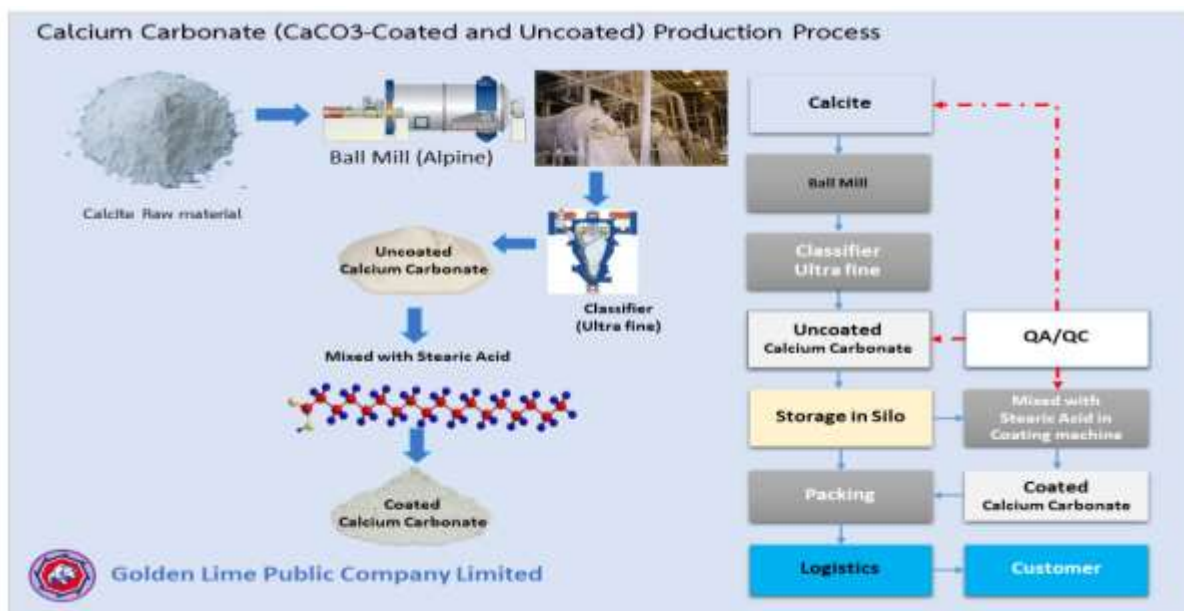 Calcium Carbonate (CaCO3-Coated and Uncoated) Production Process
Calcite Raw material
Ball Mill (Alpine)
Uncoated
Calcium Carbonate
Classifier
(Ultra fine)
Mixed with Stearic Acid
Coated
Calcium Carbonate
Calcite
Ball Mill
Classifier
Ultra fine
Uncoated
Calcium Carbonate
QA/QC
Storage in Silo
Mixed with
Stearic Acid in
Coating machine
Packing
Coated
Calcium Carbonate
Logistics
Customer
Golden Lime Public Company Limited